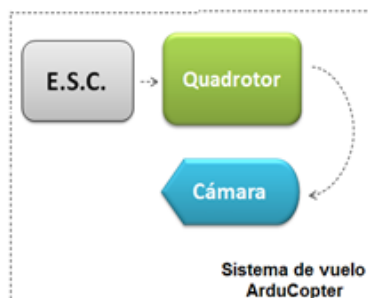 E.S.C.
Quadrotor
Cámara
Sistema de vuelo
ArduCopter